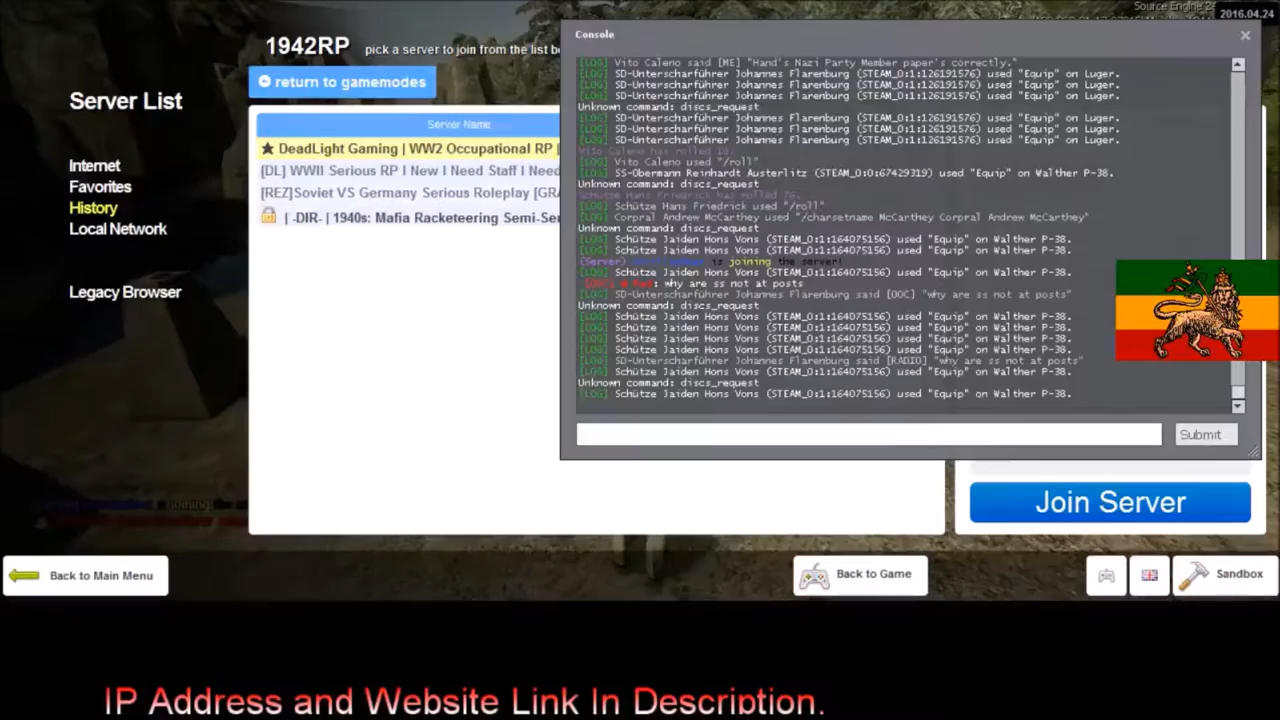 Source Engine 2
2016.04.24
1942RP pick a server to join from the list be
Console
return to gamemodes
Server List
Internet
Favorites
History
Local Network
Legacy Browser
Server Name
DeadLight Gaming | WW2 Occupational RP |
[DL] WWII Serious RP I New I Need Staff I Need
[REZ]Soviet VS Germany Serious Roleplay [GRA
| -DIR- | 1940s: Mafia Racketeering Semi-Ser
[LOG] Vito Caleno said [ME] "Hand's Nazi Party Member paper's correctly."
[LOG] SD-Unterscharführer Johannes Flarenburg (STEAM_0:1:126191576) used "Equip" on Luger.
[LOG] SD-Unterscharführer Johannes Flarenburg (STEAM_0:1:126191576) used "Equip" on Luger.
[LOG] SD-Unterscharführer Johannes Flarenburg (STEAM_0:1:126191576) used "Equip" on Luger.
Unknown command: discs_request
[LOG] SD-Unterscharführer Johannes Flarenburg (STEAM_0:1:126191576) used "Equip" on Luger.
[LOG] SD-Unterscharführer Johannes Flarenburg (STEAM_0:1:126191576) used "Equip" on Luger.
[LOG] SD-Unterscharführer Johannes Flarenburg (STEAM_0:1:126191576) used "Equip" on Luger.
Vito Caleno has rolled
[LOG] Vito Caleno used "/roll"
[LOG] SS-Obermann Reinhardt Austerlitz (STEAM_0:0:67429319) used "Equip" on Walther P-38.
Unknown command: discs_request
Schütze Hans Friedrick has rolled 76.
[LOG] Schütze Hans Friedrick used "/roll"
[LOG] Corpral Andrew McCarthey used "/charsetname McCarthey Corpral Andrew McCarthey"
Unknown command: discs_request
[LOG] Schütze Jaiden Hons Vons (STEAM_0:1:164075156) used "Equip" on Walther P-38.
[LOG] Schütze Jaiden Hons Vons (STEAM_0:1:164075156) used "Equip" on Walther P-38.
(Server) is joining the server!
[LOG] Schütze Jaiden Hons Vons (STEAM_0:1:164075156) used "Equip" on Walther P-38.
[OOC] why are ss not at posts
[LOG] SD-Unterscharführer Johannes Flarenburg said [OOC] "why are ss not at posts"
Unknown command: discs_request
[LOG] Schütze Jaiden Hons Vons (STEAM_0:1:164075156) used "Equip" on Walther P-38.
[LOG] Schütze Jaiden Hons Vons (STEAM_0:1:164075156) used "Equip" on Walther P-38.
[LOG] Schütze Jaiden Hons Vons (STEAM_0:1:164075156) used "Equip" on Walther P-38.
[LOG] Schütze Jaiden Hons Vons (STEAM_0:1:164075156) used "Equip" on Walther P-38.
[LOG] SD-Unterscharführer Johannes Flarenburg said [RADIO] "why are ss not at posts"
[LOG] Schütze Jaiden Hons Vons (STEAM_0:1:164075156) used "Equip" on Walther P-38.
Unknown command: discs_request
[LOG] Schütze Jaiden Hons Vons (STEAM_0:1:164075156) used "Equip" on Walther P-38.
Submit
Join Server
Back to Main Menu
Back to Game
Sandbox
IP Address and Website Link In Description.